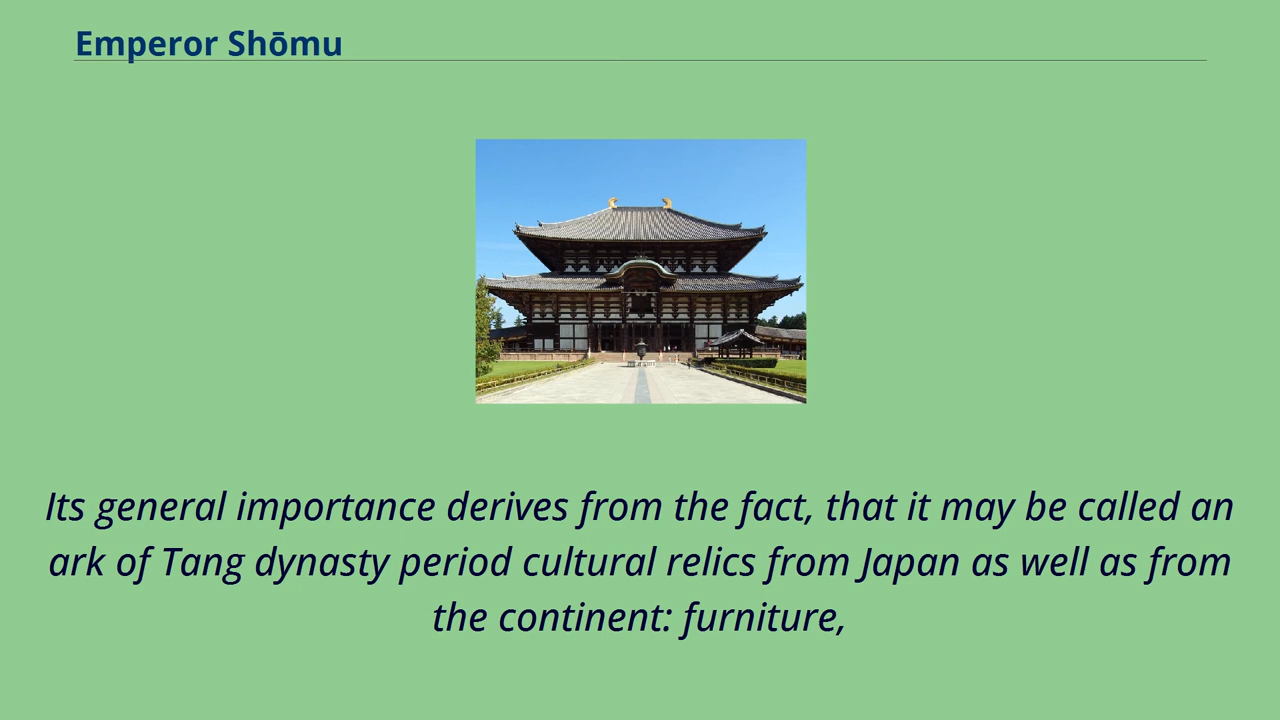 Emperor Shōmu
Its general importance derives from the fact, that it may be called an
ark of Tang dynasty period cultural relics from Japan as well as from
the continent: furniture,